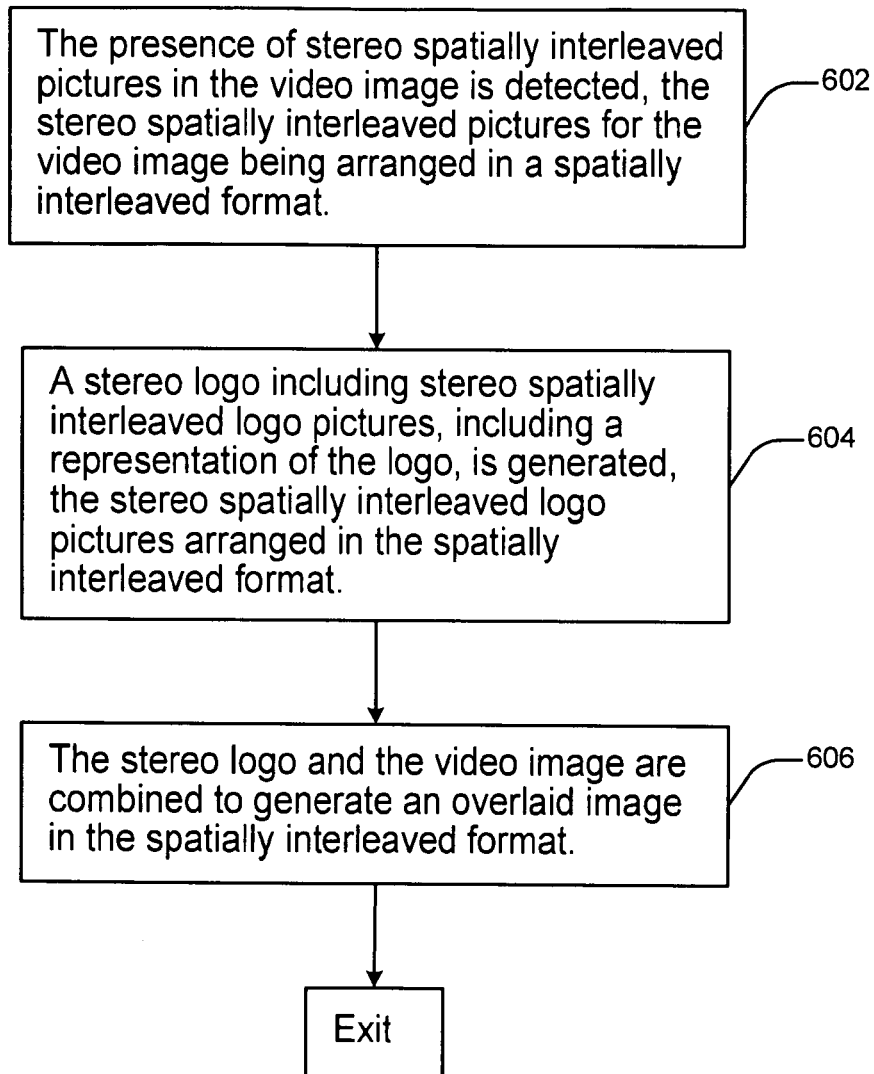 The presence of stereo spatially interleaved
pictures in the video image is detected, the
stereo spatially interleaved pictures for the
video image being arranged in a spatially
interleaved format.
602
A stereo logo including stereo spatially
interleaved logo pictures, including a
representation of the logo, is generated,
the stereo spatially interleaved logo
pictures arranged in the spatially
interleaved format.
604
The stereo logo and the video image are
combined to generate an overlaid image
in the spatially interleaved format.
606
Exit